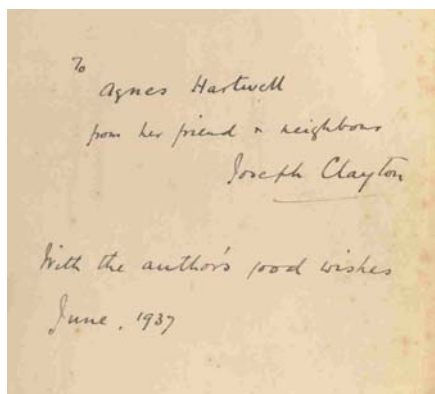 To
Agnes Hartwell
from her friend & neighbour
Joseph Clayton
With the author's good wishes
June, 1937